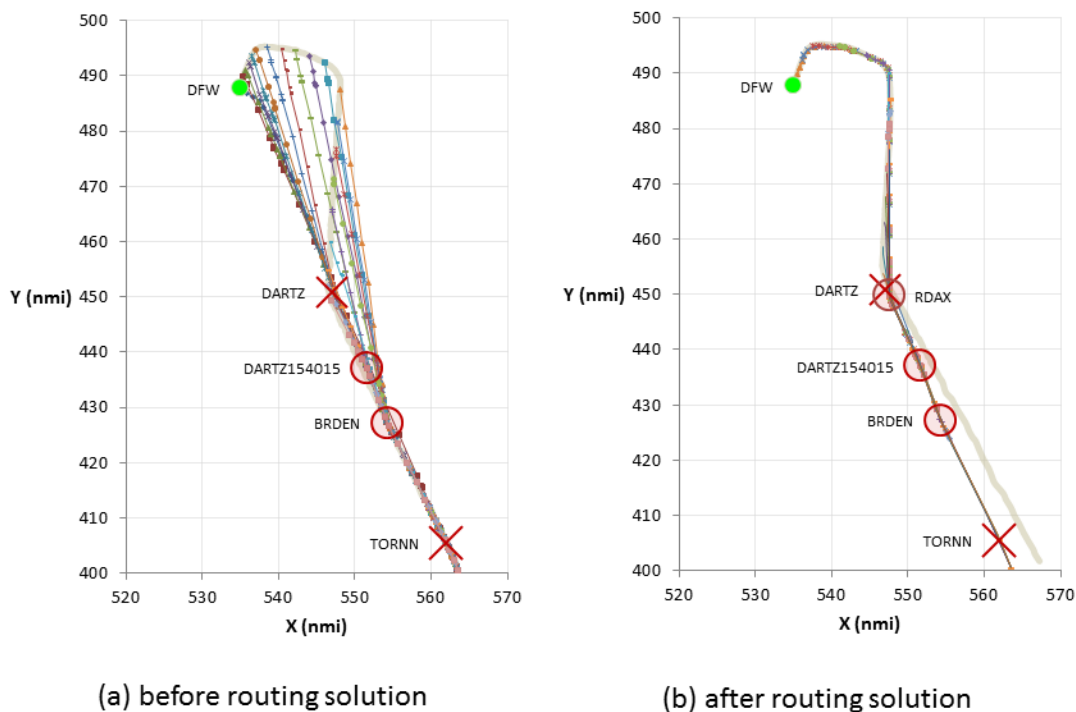 500
490
480
470
460
450
440
430
420
410
400
Y (nmi)
DFW
DARTZ
DARTZ154015
BRDEN
TORNN
520 530 540 550 560 570
X (nmi)
(a) before routing solution
500
490
480
470
460
450
440
430
420
410
400
Y (nmi)
DFW
DARTZ RDAX
DARTZ154015
BRDEN
TORNN
520 530 540 550 560 570
X (nmi)
(b) after routing solution